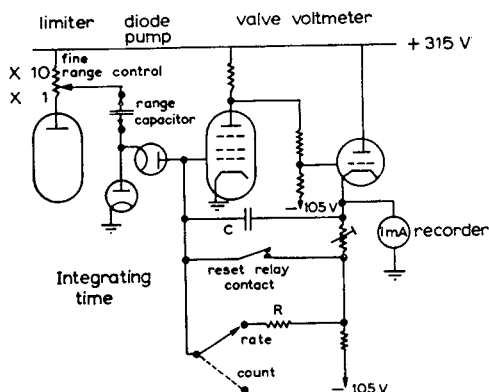 limiter
diode pump
valve voltmeter
+ 315 V
X 10
X 1
fine range control
range capacitor
− 105 V
C
1mA
recorder
reset relay contact
Integrating time
R
rate
count
− 105 V